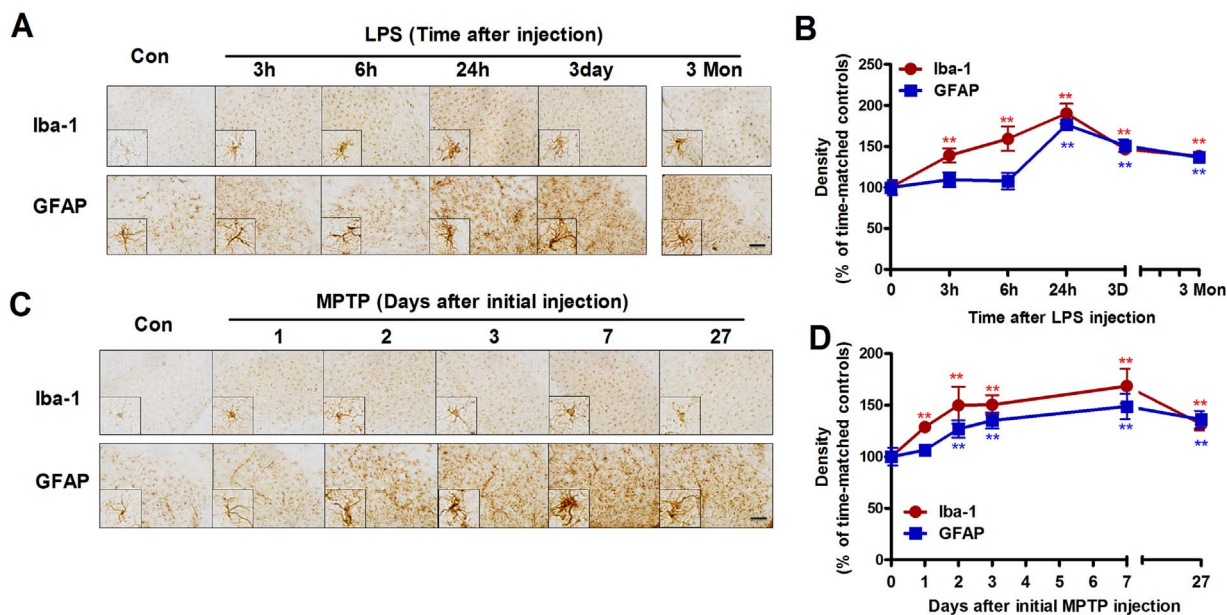 A
LPS (Time after injection)
Con
3h 6h 24h 3day 3 Mon
Iba-1
GFAP
B
Iba-1
GFAP
Density
(% of time-matched controls)
250
200
150
100
50
0
** ** ** ** **
** ** **
0 3h 6h 24h 3D 3 Mon
Time after LPS injection
C
MPTP (Days after initial injection)
Con
1 2 3 7 27
Iba-1
GFAP
D
Density
(% of time-matched controls)
200
150
100
50
0
** ** ** ** **
** ** ** **
Iba-1
GFAP
0 1 2 3 4 5 6 7 27
Days after initial MPTP injection